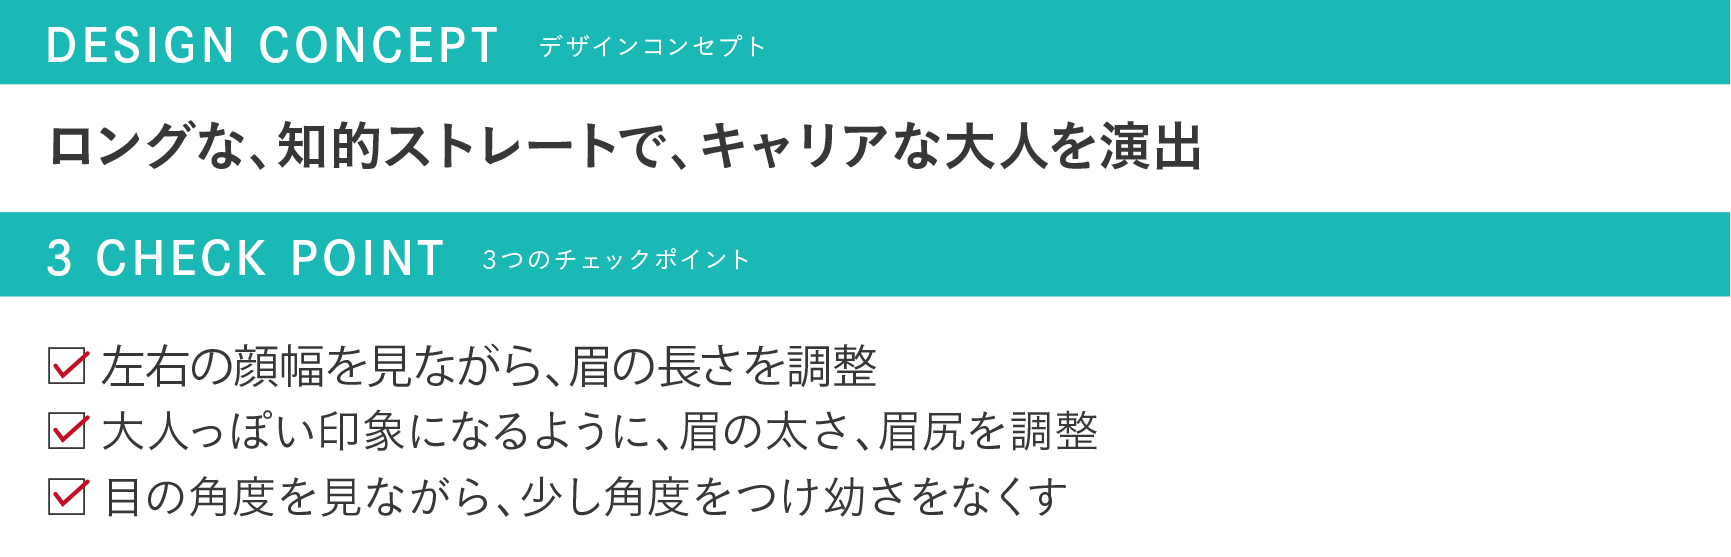 DESIGN CONCEPT デザインコンセプト
ロングな、知的ストレートで、キャリアな大人を演出
3 CHECK POINT 3つのチェックポイント
左右の顔幅を見ながら、眉の長さを調整
大人っぽい印象になるように、眉の太さ、眉尻を調整
目の角度を見ながら、少し角度をつけ幼さをなくす